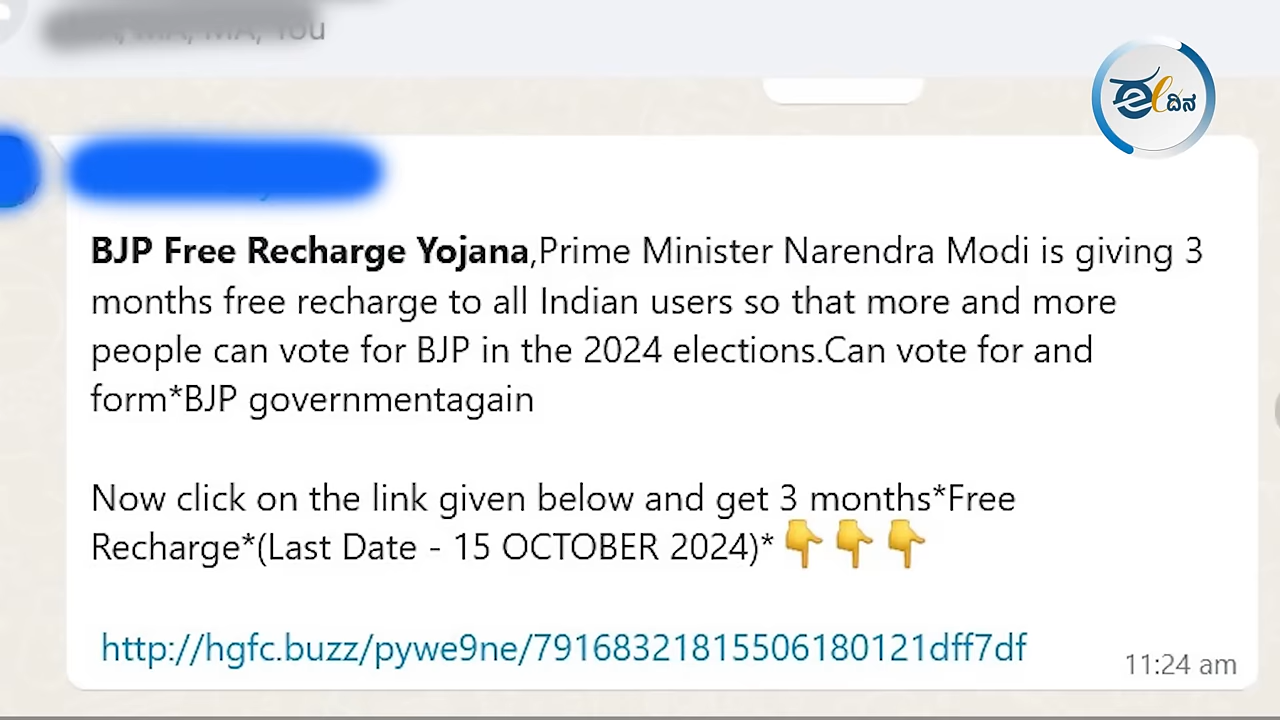 You
eeದಿನ
BJP Free Recharge Yojana,Prime Minister Narendra Modi is giving 3
months free recharge to all Indian users so that more and more
people can vote for BJP in the 2024 elections.Can vote for and
form*BJP governmentagain
Now click on the link given below and get 3 months*Free
Recharge*(Last Date - 15 OCTOBER 2024)*👇👇👇
http://hgfc.buzz/pywe9ne/79168321815506180121dff7df
11:24 am